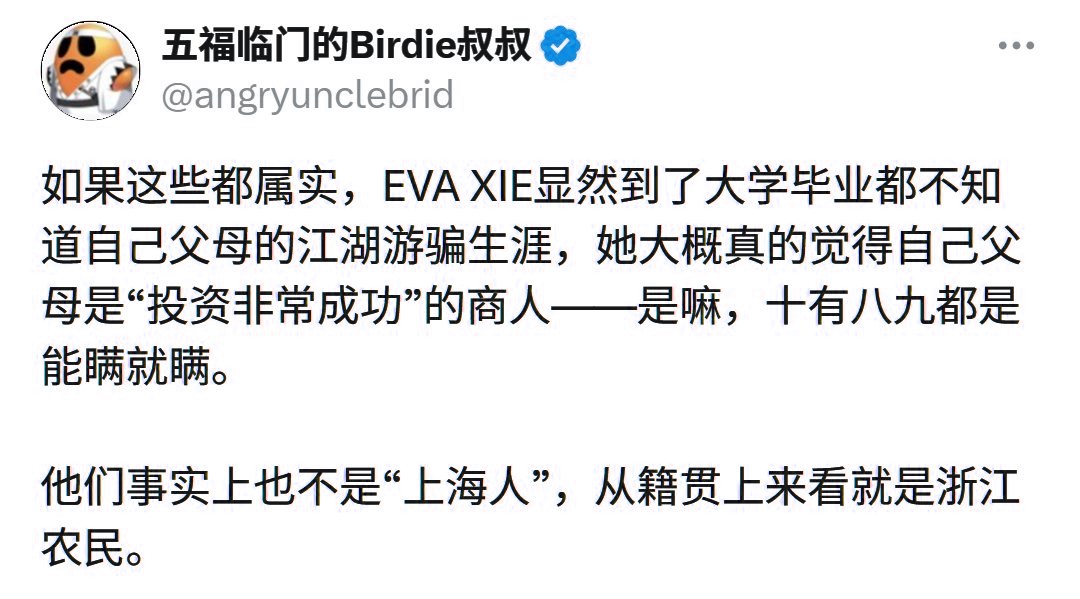 五福临门的Birdie叔叔
@angryunclebrid
如果这些都属实，EVA XIE显然到了大学毕业都不知
道自己父母的江湖游骗生涯，她大概真的觉得自己父
母是“投资非常成功”的商人——是嘛，十有八九都是
能瞒就瞒。
他们事实上也不是“上海人”，从籍贯上来看就是浙江
农民。